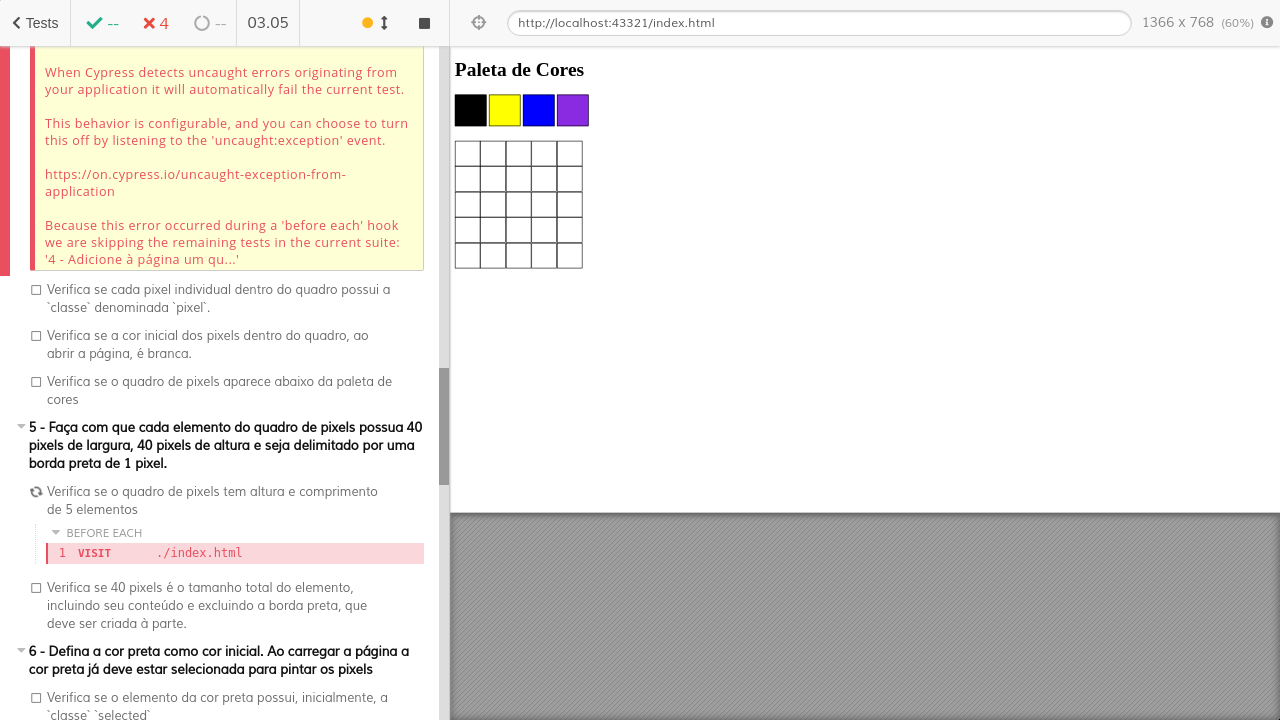 Tests
--
4
--
03.05
http://localhost:43321/index.html
1366 x 768 (60%)
When Cypress detects uncaught errors originating from
your application it will automatically fail the current test.
This behavior is configurable, and you can choose to turn
this off by listening to the 'uncaught:exception' event.
https://on.cypress.io/uncaught-exception-from-
application
Because this error occurred during a 'before each' hook
we are skipping the remaining tests in the current suite:
'4 - Adicione à página um qu...'
Verifica se cada pixel individual dentro do quadro possui a
`classe` denominada `pixel`.
Verifica se a cor inicial dos pixels dentro do quadro, ao
abrir a página, é branca.
Verifica se o quadro de pixels aparece abaixo da paleta de
cores
5 - Faça com que cada elemento do quadro de pixels possua 40
pixels de largura, 40 pixels de altura e seja delimitado por uma
borda preta de 1 pixel.
Verifica se o quadro de pixels tem altura e comprimento
de 5 elementos
BEFORE EACH
1 VISIT ./index.html
Verifica se 40 pixels é o tamanho total do elemento,
incluindo seu conteúdo e excluindo a borda preta, que
deve ser criada à parte.
6 - Defina a cor preta como cor inicial. Ao carregar a página a
cor preta já deve estar selecionada para pintar os pixels
Verifica se o elemento da cor preta possui, inicialmente, a
`classe` `selected`
Paleta de Cores